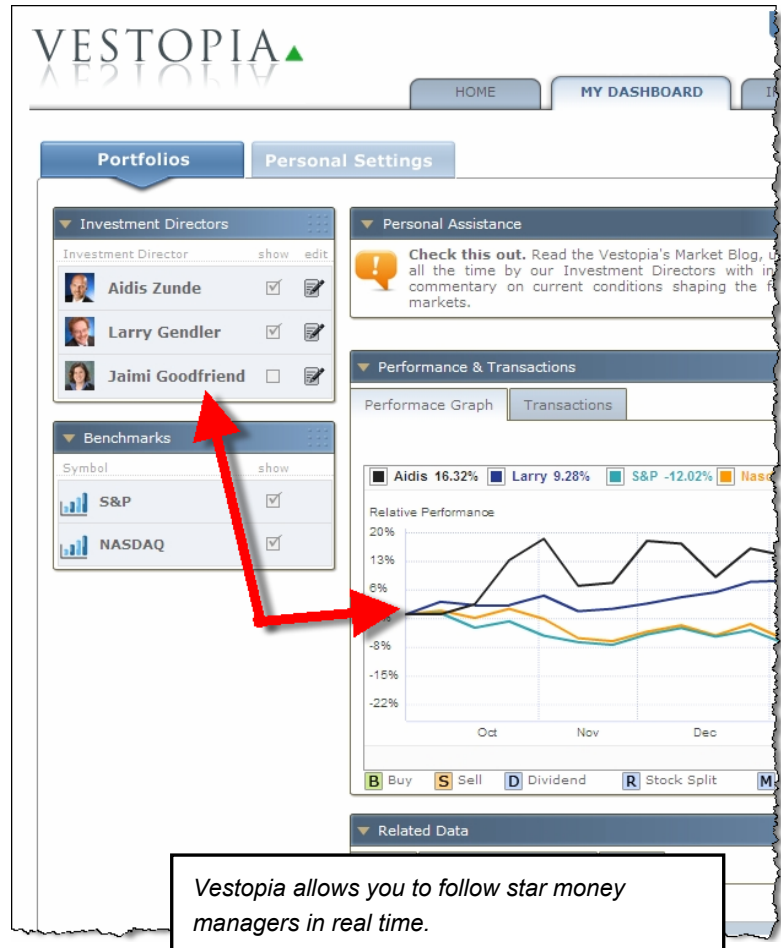 VESTOPIA
HOME
MY DASHBOARD
Portfolios
Personal Settings
Investment Directors
Investment Director show edit
Aidis Zunde
Larry Gendler
Jaimi Goodfriend
Benchmarks
Symbol show
S&P
NASDAQ
Personal Assistance
Check this out. Read the Vestopia's Market Blog,
all the time by our Investment Directors with
commentary on current conditions shaping the
markets.
Performance & Transactions
Performace Graph Transactions
Aidis 16.32% Larry 9.28% S&P -12.02%
Relative Performance
20%
13%
6%
-8%
-15%
-22%
Oct Nov Dec
B Buy S Sell D Dividend R Stock Split M
Related Data
Vestopia allows you to follow star money
managers in real time.